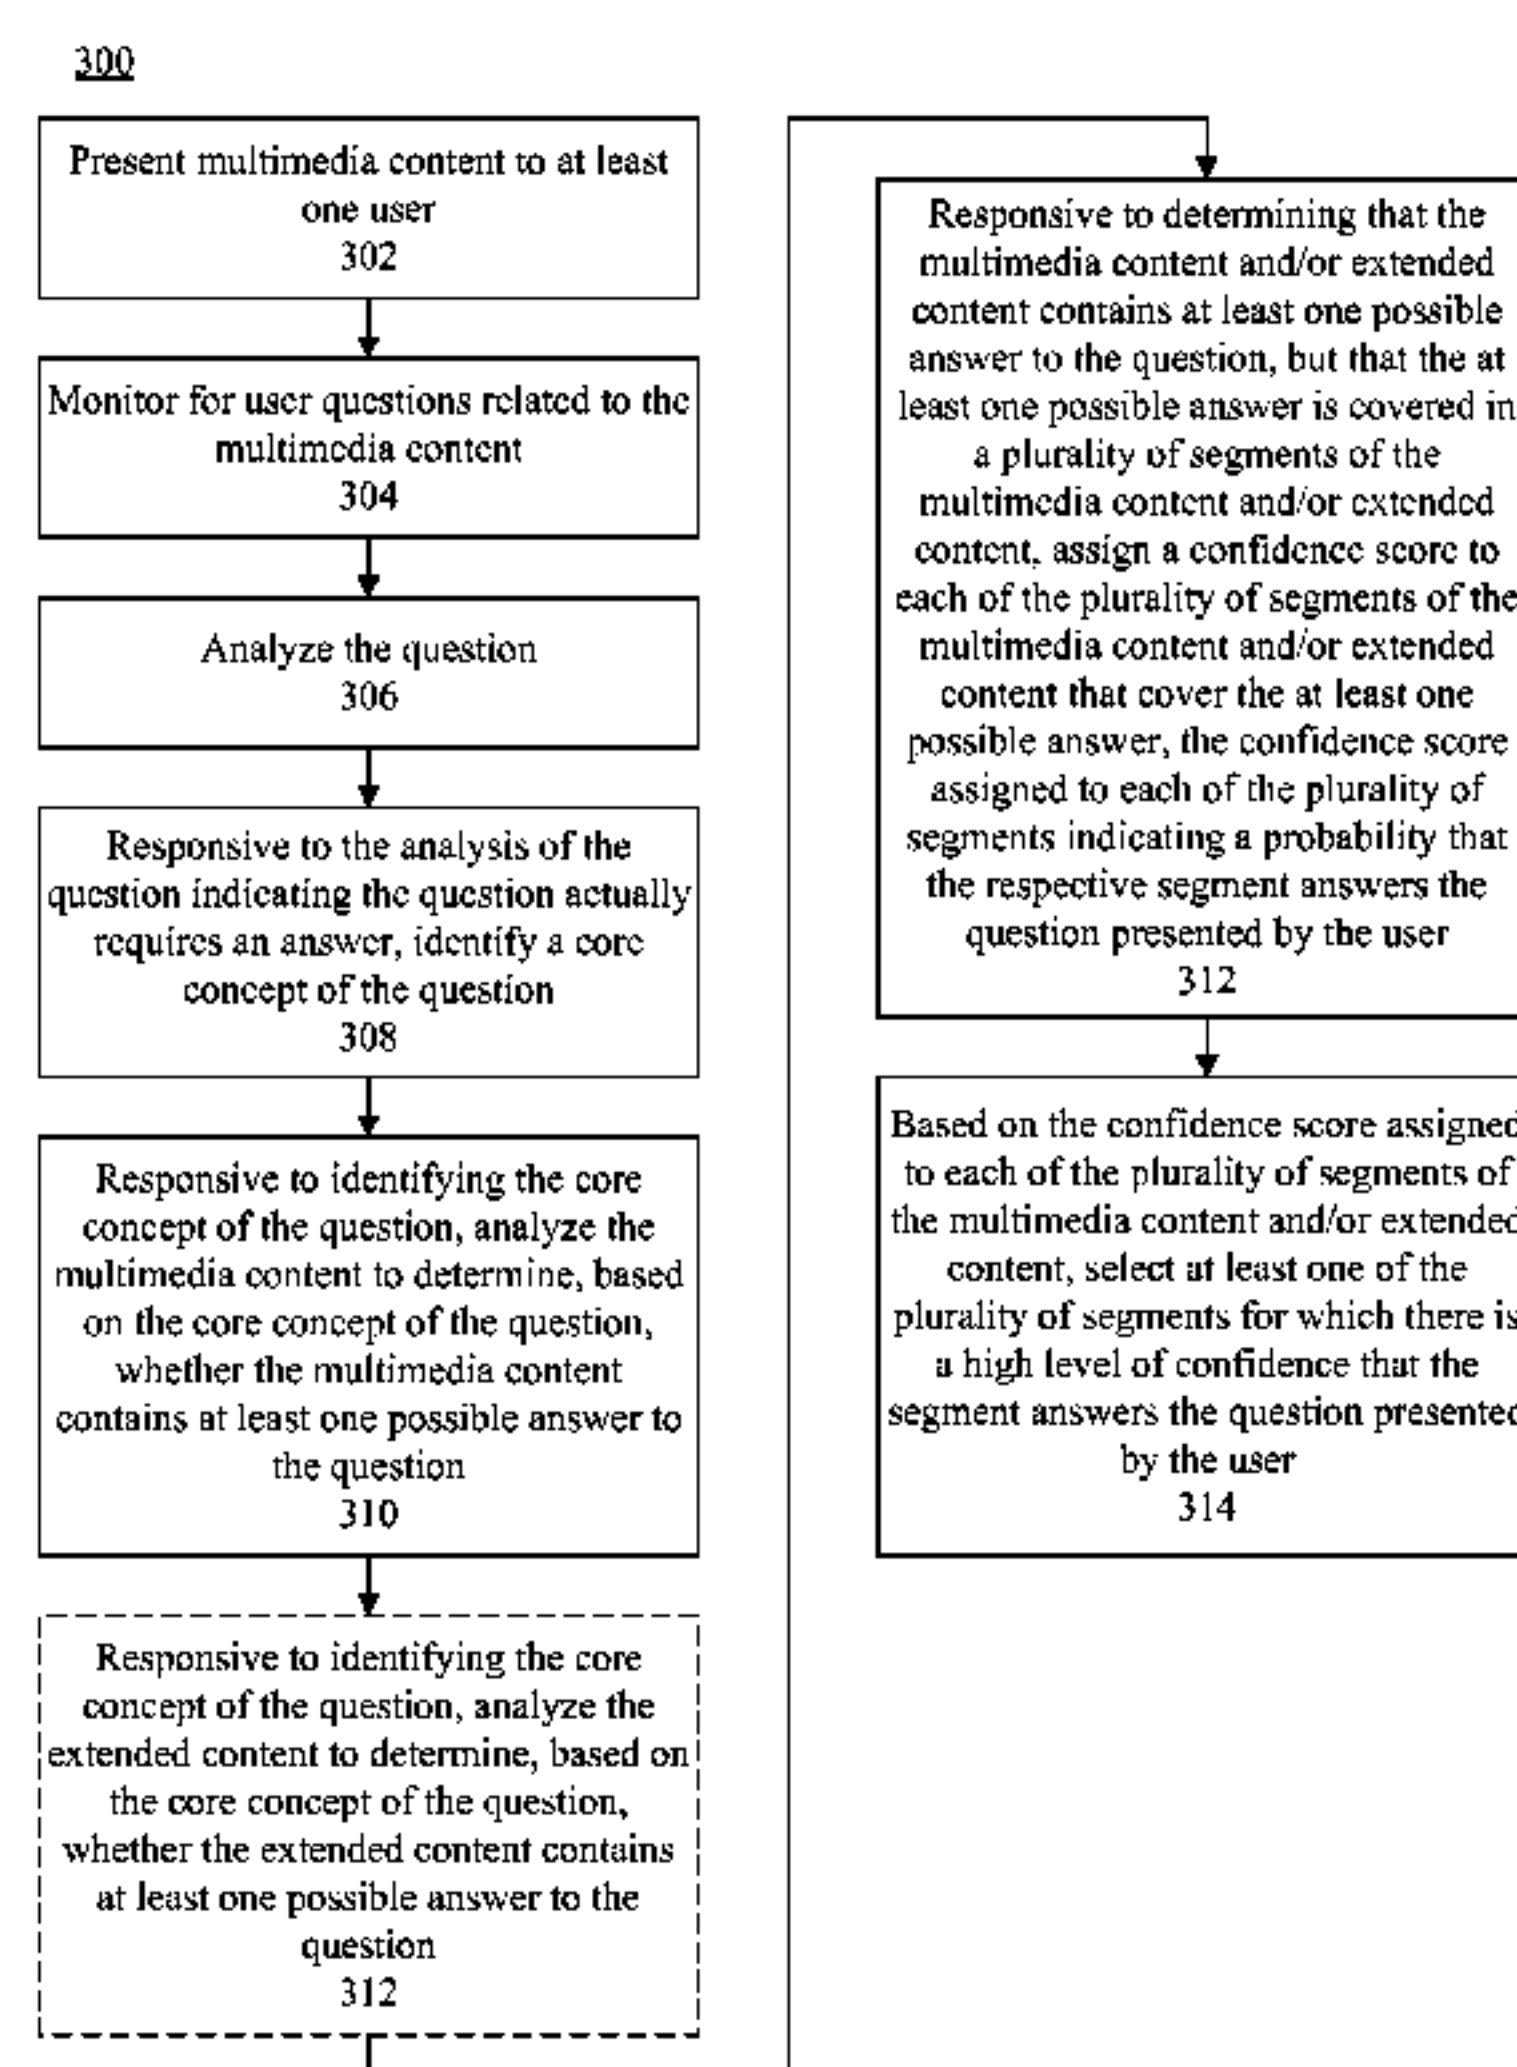 300
Present multimedia content to at least
one user
302
Monitor for user questions related to the
multimedia content
304
Analyze the question
306
Responsive to the analysis of the
question indicating the question actually
requires an answer, identify a core
concept of the question
308
Responsive to identifying the core
concept of the question, analyze the
multimedia content to determine, based
on the core concept of the question,
whether the multimedia content
contains at least one possible answer to
the question
310
Responsive to identifying the core
concept of the question, analyze the
extended content to determine, based on
the core concept of the question,
whether the extended content contains
at least one possible answer to the
question
312
Responsive to determining that the
multimedia content and/or extended
content contains at least one possible
answer to the question, but that the at
least one possible answer is covered in
a plurality of segments of the
multimedia content and/or extended
content, assign a confidence score to
each of the plurality of segments of the
multimedia content and/or extended
content that cover the at least one
possible answer, the confidence score
assigned to each of the plurality of
segments indicating a probability that
the respective segment answers the
question presented by the user
312
Based on the confidence score assigned
to each of the plurality of segments of
the multimedia content and/or extended
content, select at least one of the
plurality of segments for which there is
a high level of confidence that the
segment answers the question presented
by the user
314